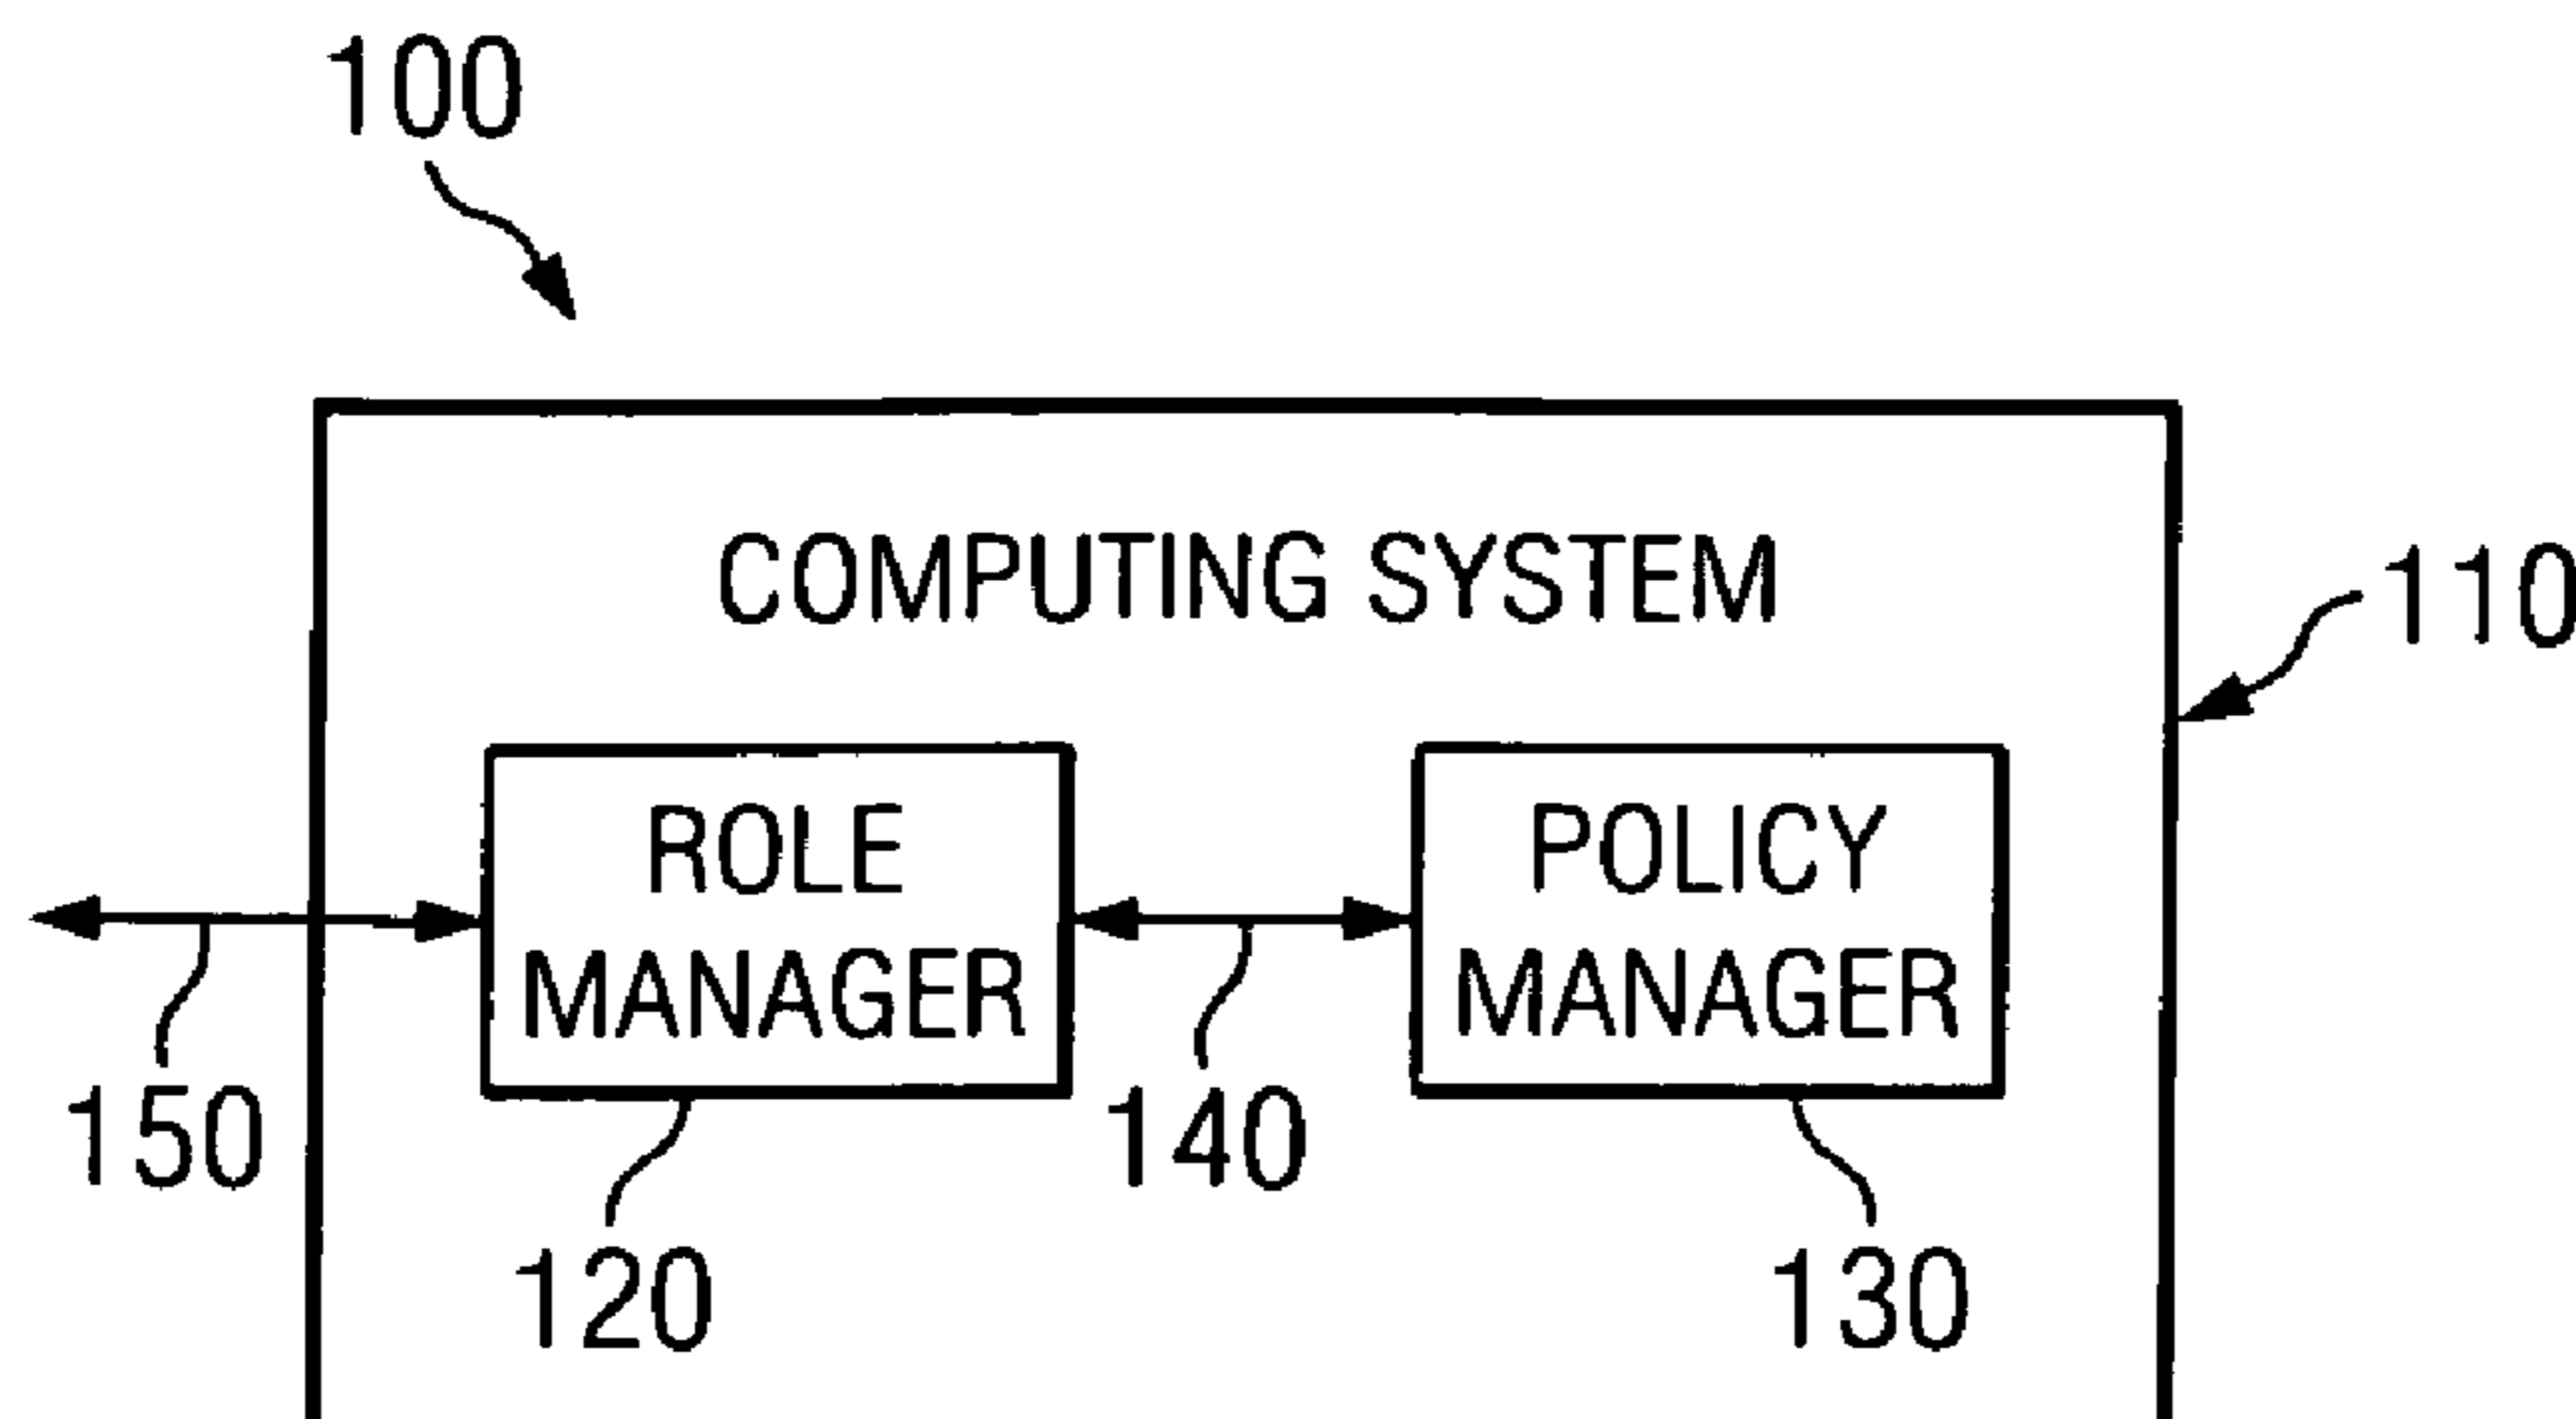 100
COMPUTING SYSTEM
110
ROLE
MANAGER
POLICY
MANAGER
150
140
120
130